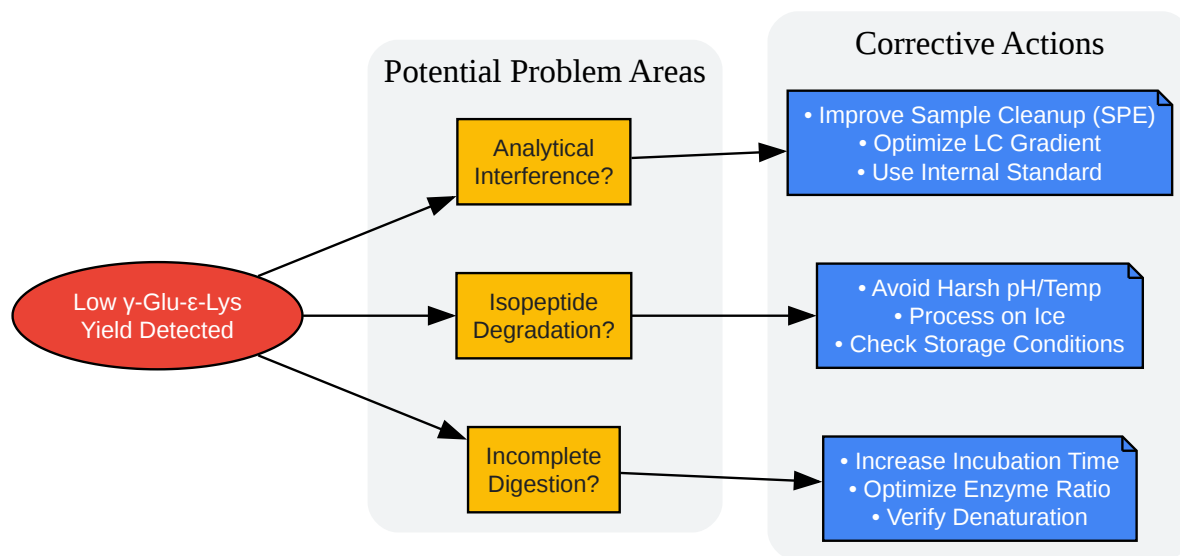 Potential Problem Areas
Corrective Actions
Low γ-Glu-ε-Lys
Yield Detected
Analytical
Interference?
• Improve Sample Cleanup (SPE)
• Optimize LC Gradient
• Use Internal Standard
Isopeptide
Degradation?
• Avoid Harsh pH/Temp
• Process on Ice
• Check Storage Conditions
Incomplete
Digestion?
• Increase Incubation Time
• Optimize Enzyme Ratio
• Verify Denaturation